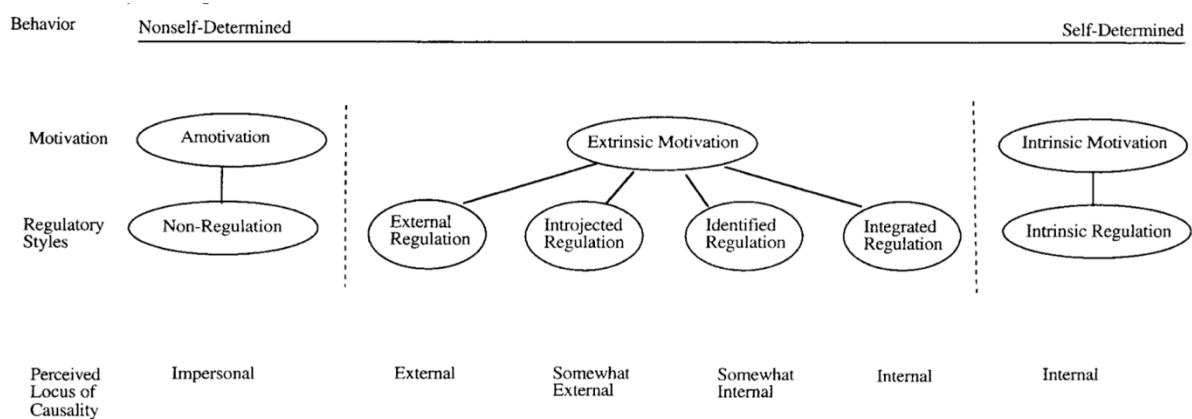 Behavior
Nonself-Determined
Self-Determined
Motivation
Amotivation
Extrinsic Motivation
Intrinsic Motivation
Regulatory
Styles
Non-Regulation
External
Regulation
Introjected
Regulation
Identified
Regulation
Integrated
Regulation
Intrinsic Regulation
Perceived
Locus of
Causality
Impersonal
External
Somewhat
External
Somewhat
Internal
Internal
Internal